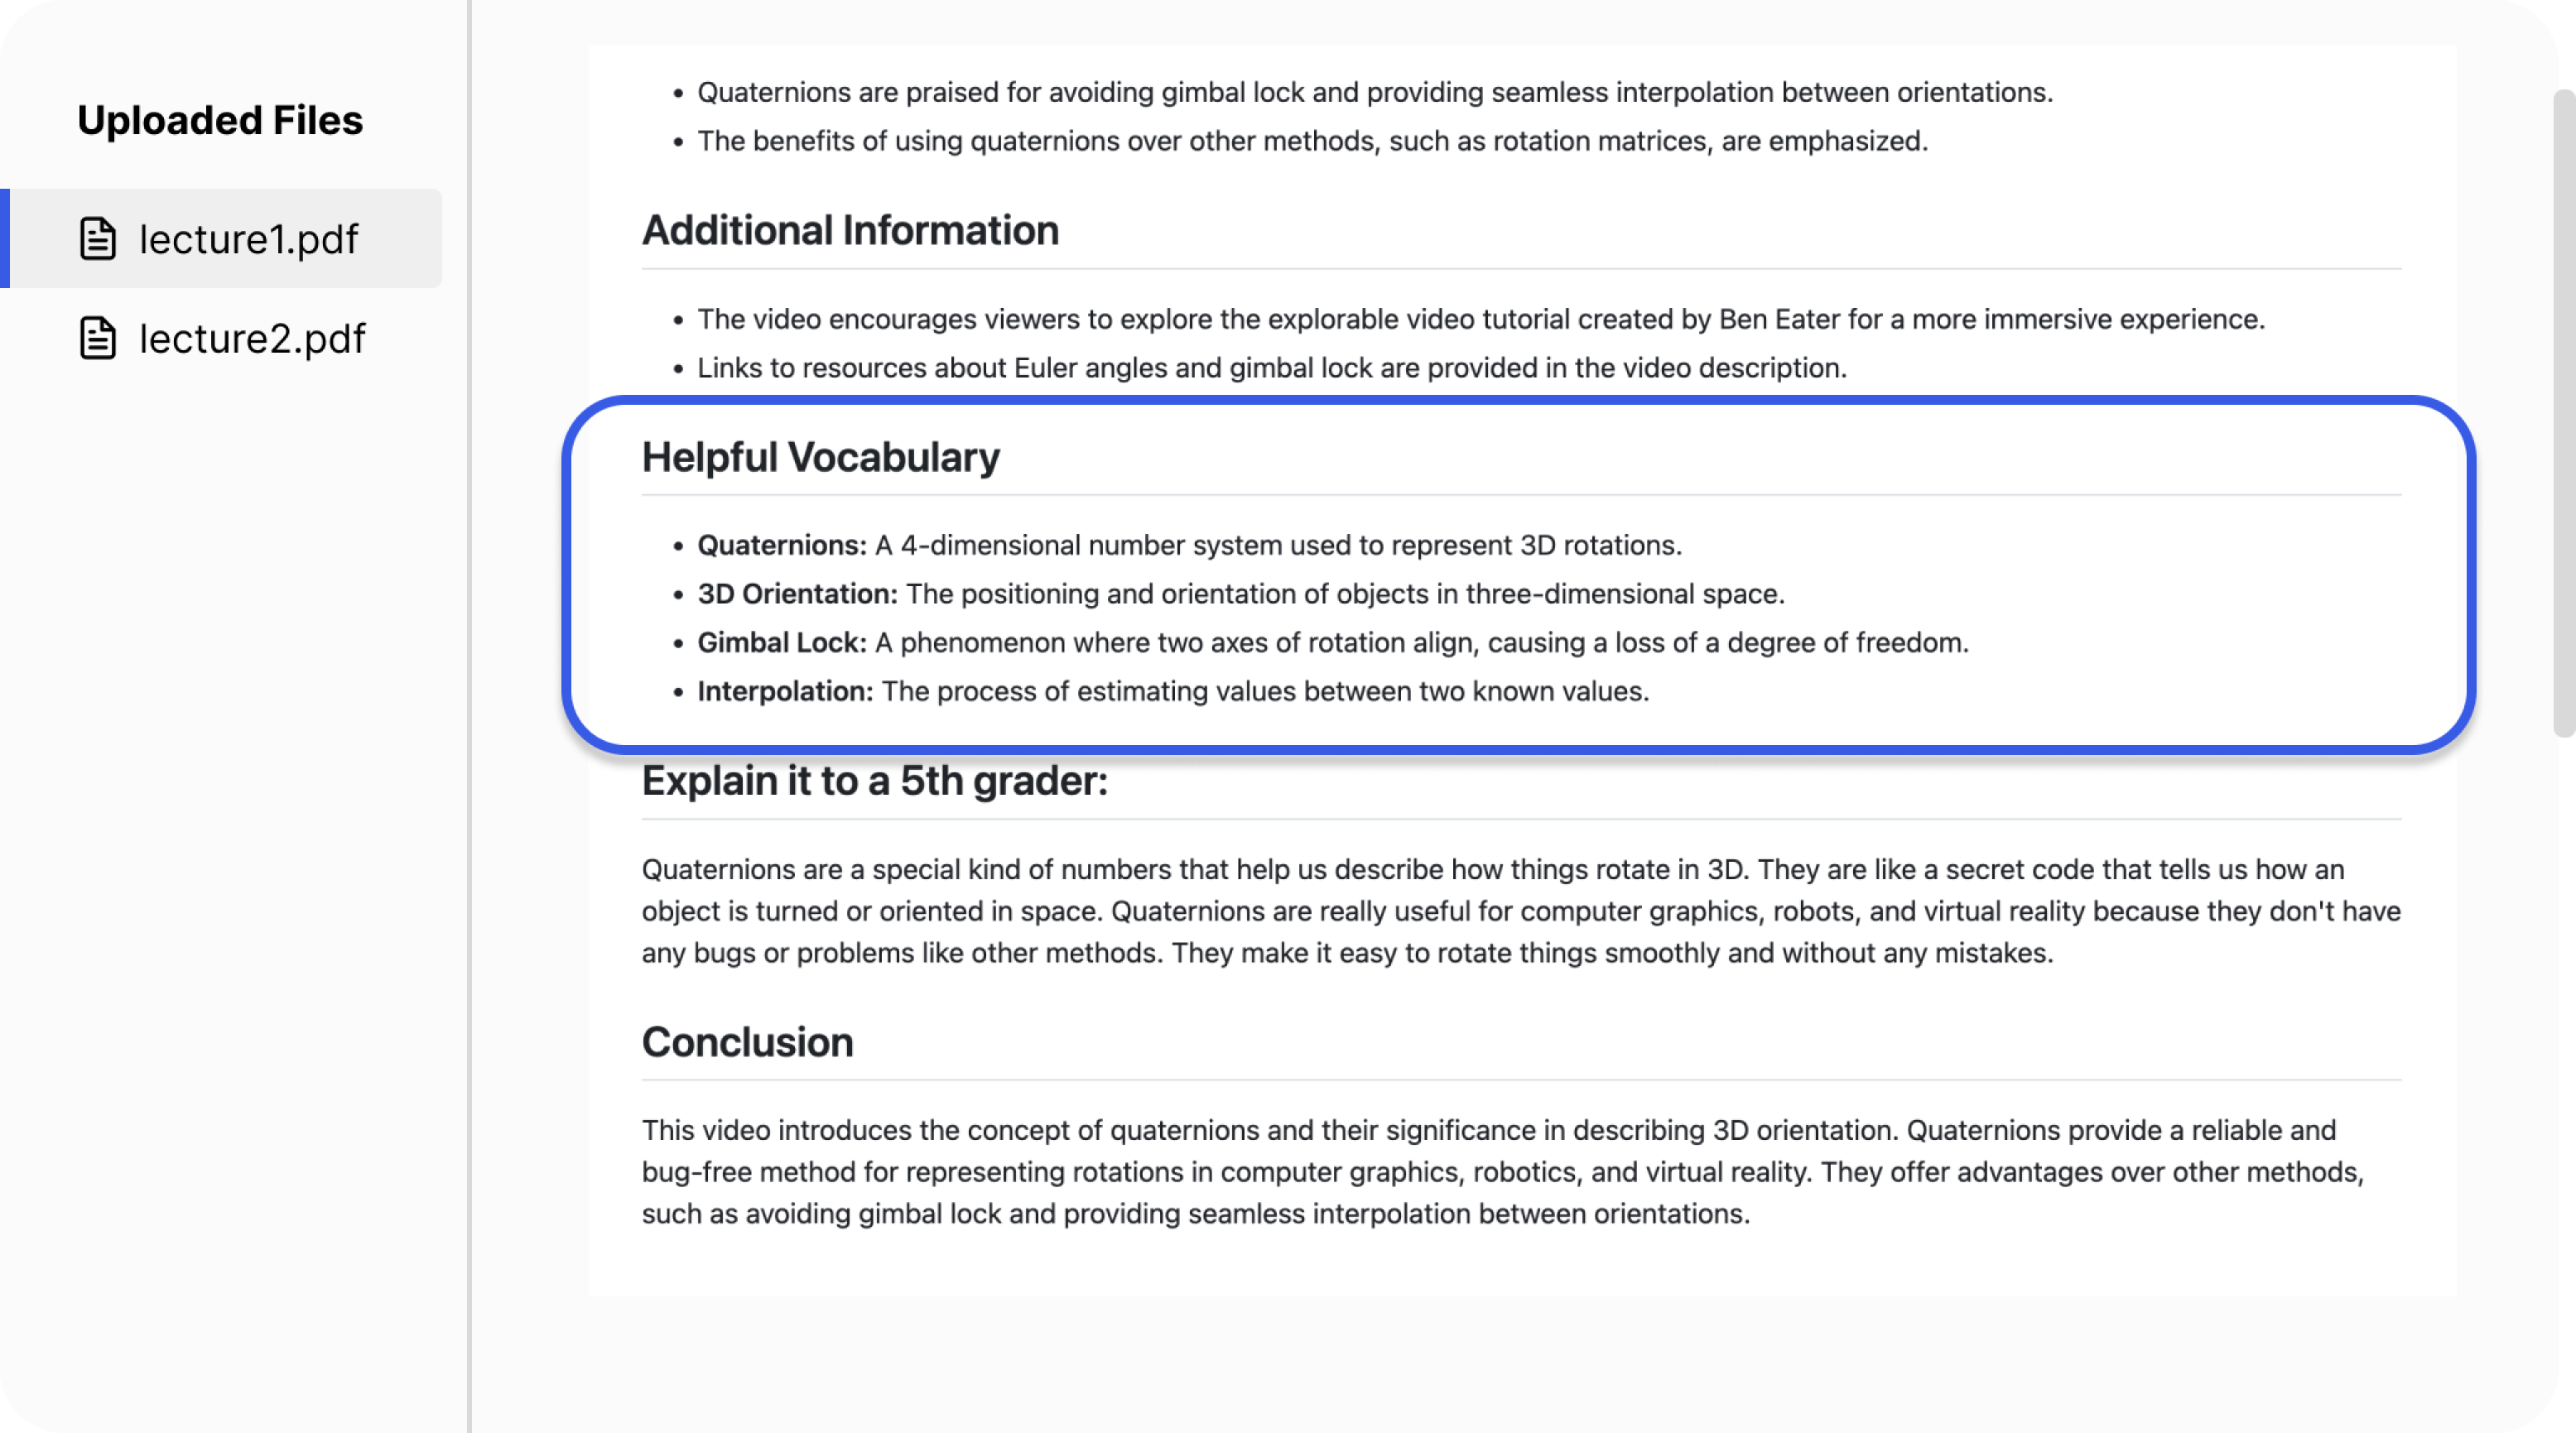 Uploaded Files
lecture1.pdf
lecture2.pdf
• Quaternions are praised for avoiding gimbal lock and providing seamless interpolation between orientations.
• The benefits of using quaternions over other methods, such as rotation matrices, are emphasized.
Additional Information
• The video encourages viewers to explore the explorable video tutorial created by Ben Eater for a more immersive experience.
• Links to resources about Euler angles and gimbal lock are provided in the video description.
Helpful Vocabulary
• Quaternions: A 4-dimensional number system used to represent 3D rotations.
• 3D Orientation: The positioning and orientation of objects in three-dimensional space.
• Gimbal Lock: A phenomenon where two axes of rotation align, causing a loss of a degree of freedom.
• Interpolation: The process of estimating values between two known values.
Explain it to a 5th grader:
Quaternions are a special kind of numbers that help us describe how things rotate in 3D. They are like a secret code that tells us how an
object is turned or oriented in space. Quaternions are really useful for computer graphics, robots, and virtual reality because they don't have
any bugs or problems like other methods. They make it easy to rotate things smoothly and without any mistakes.
Conclusion
This video introduces the concept of quaternions and their significance in describing 3D orientation. Quaternions provide a reliable and
bug-free method for representing rotations in computer graphics, robotics, and virtual reality. They offer advantages over other methods,
such as avoiding gimbal lock and providing seamless interpolation between orientations.